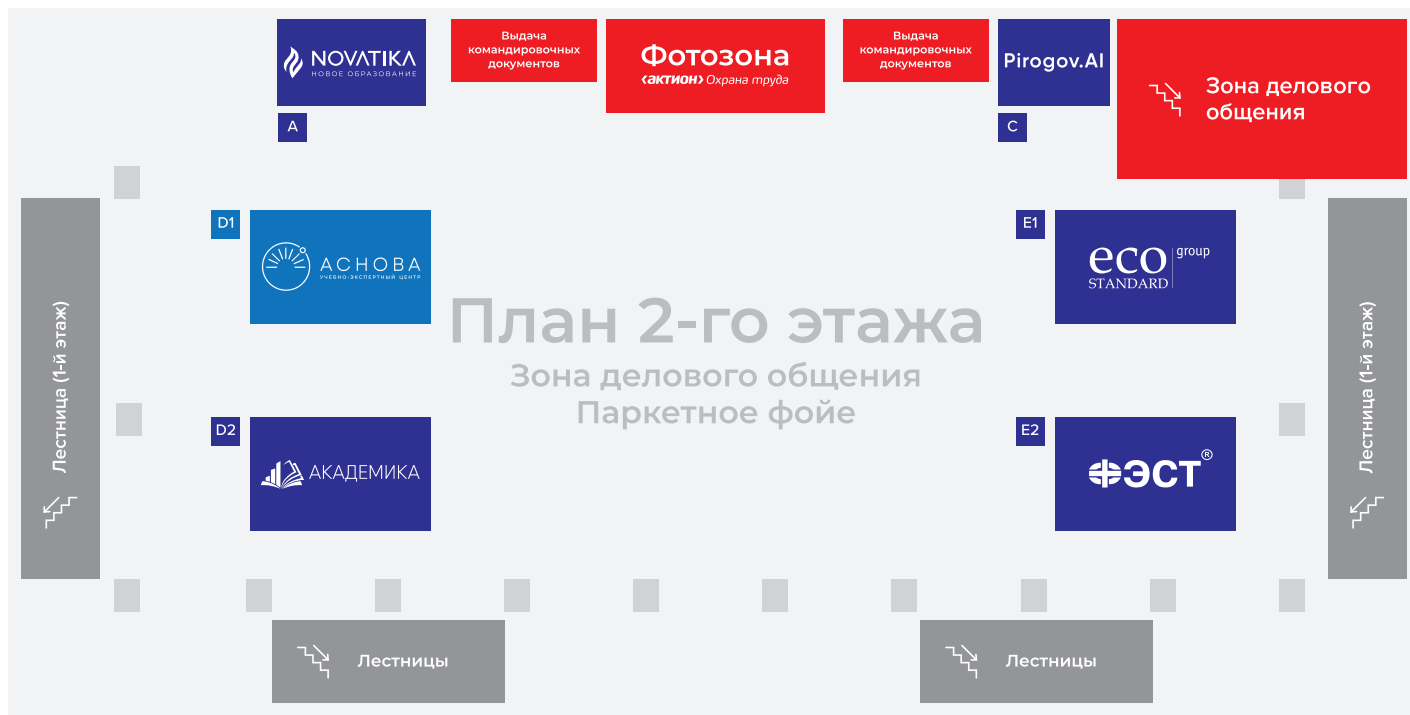 NOVATIKA
НОВОЕ ОБРАЗОВАНИЕ
A
Выдача
командировочных
документов
Фотозона
‹актион› Охрана труда
Выдача
командировочных
документов
Pirogov.AI
C
Зона делового
общения
D1
АСНОВА
УЧЕБНО-ЭКСПЕРТНЫЙ ЦЕНТР
E1
eco group
STANDARD
План 2-го этажа
Зона делового общения
Паркетное фойе
Лестница (1-й этаж)
Лестница (1-й этаж)
D2
АКАДЕМИКА
E2
ФЭСТ®
Лестницы
Лестницы